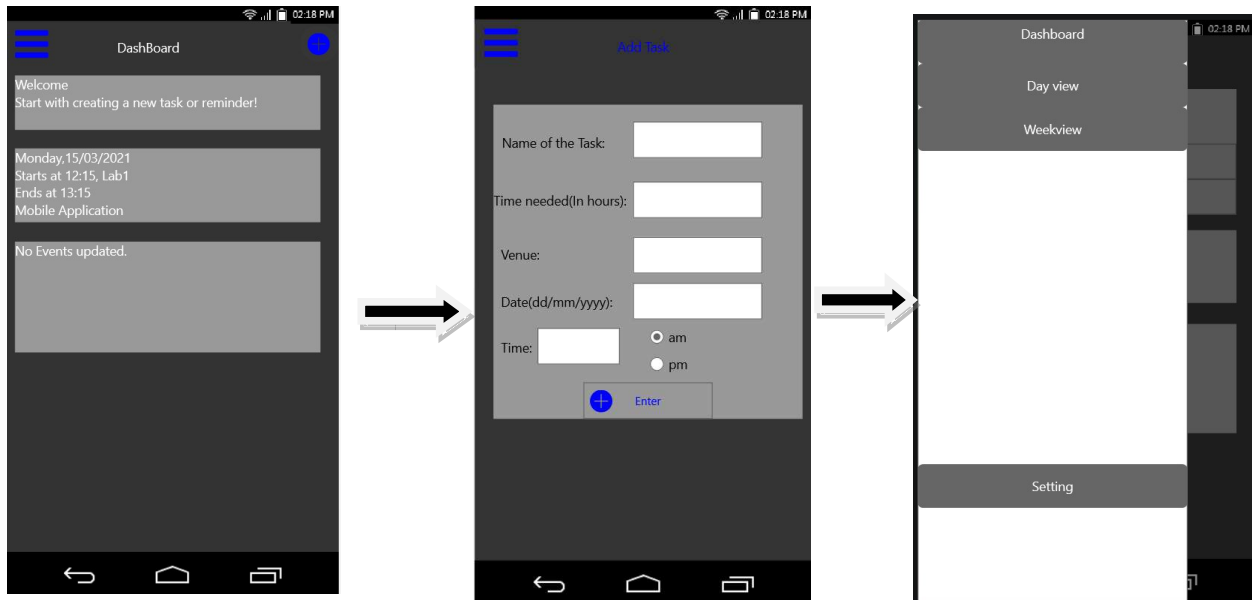 02:18 PM
DashBoard
Welcome
Start with creating a new task or reminder!
Monday,15/03/2021
Starts at 12:15, Lab1
Ends at 13:15
Mobile Application
No Events updated.
02:18 PM
Add Task
Name of the Task:
Time needed(In hours):
Venue:
Date(dd/mm/yyyy):
Time:
am
pm
Enter
02:18 PM
Dashboard
Day view
Weekview
Setting